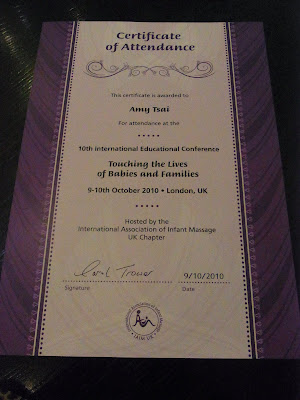 Certificate
of Attendance
This certificate is awarded to
Amy Tsai
For attendance at the
10th International Educational Conference
Touching the Lives
of Babies and Families
9-10th October 2010 • London, UK
Hosted by the
International Association of Infant Massage
UK Chapter
Carol Trower
9/10/2010
Signature
Date